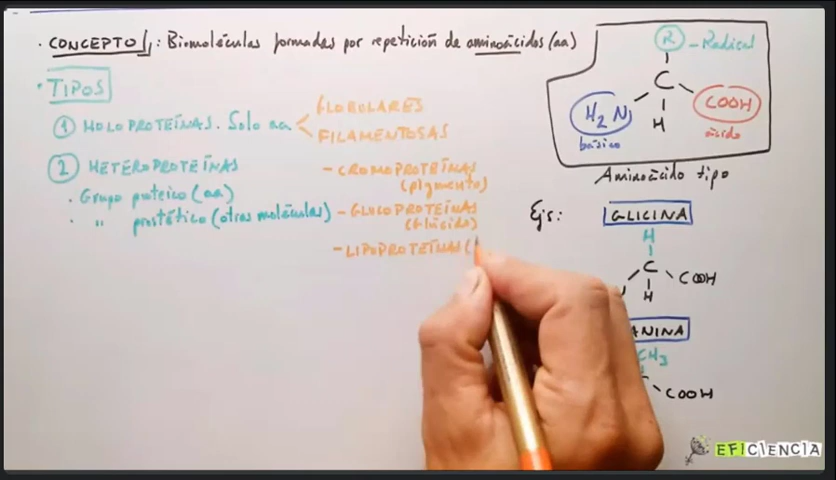 · CONCEPTO: Biomoléculas formadas por repetición de aminoácidos (aa)
· TIPOS
① HOLOPROTEÍNAS. Solo aa
GLOBULARES
FILAMENTOSAS
② HETEROPROTEÍNAS
· Grupo proteico (aa)
· " prostético (otras moléculas)
- CROMOPROTEÍNAS
(pigmento)
- GLUCOPROTEÍNAS
(Glúcido)
- LIPOPROTEÍNAS (
R - Radical
C
H₂N
COOH
H
básico
ácido
Aminoácido tipo
Ejs:
GLICINA
H
C
COOH
H
ANINA
CH₃
COOH
EFICIENCIA